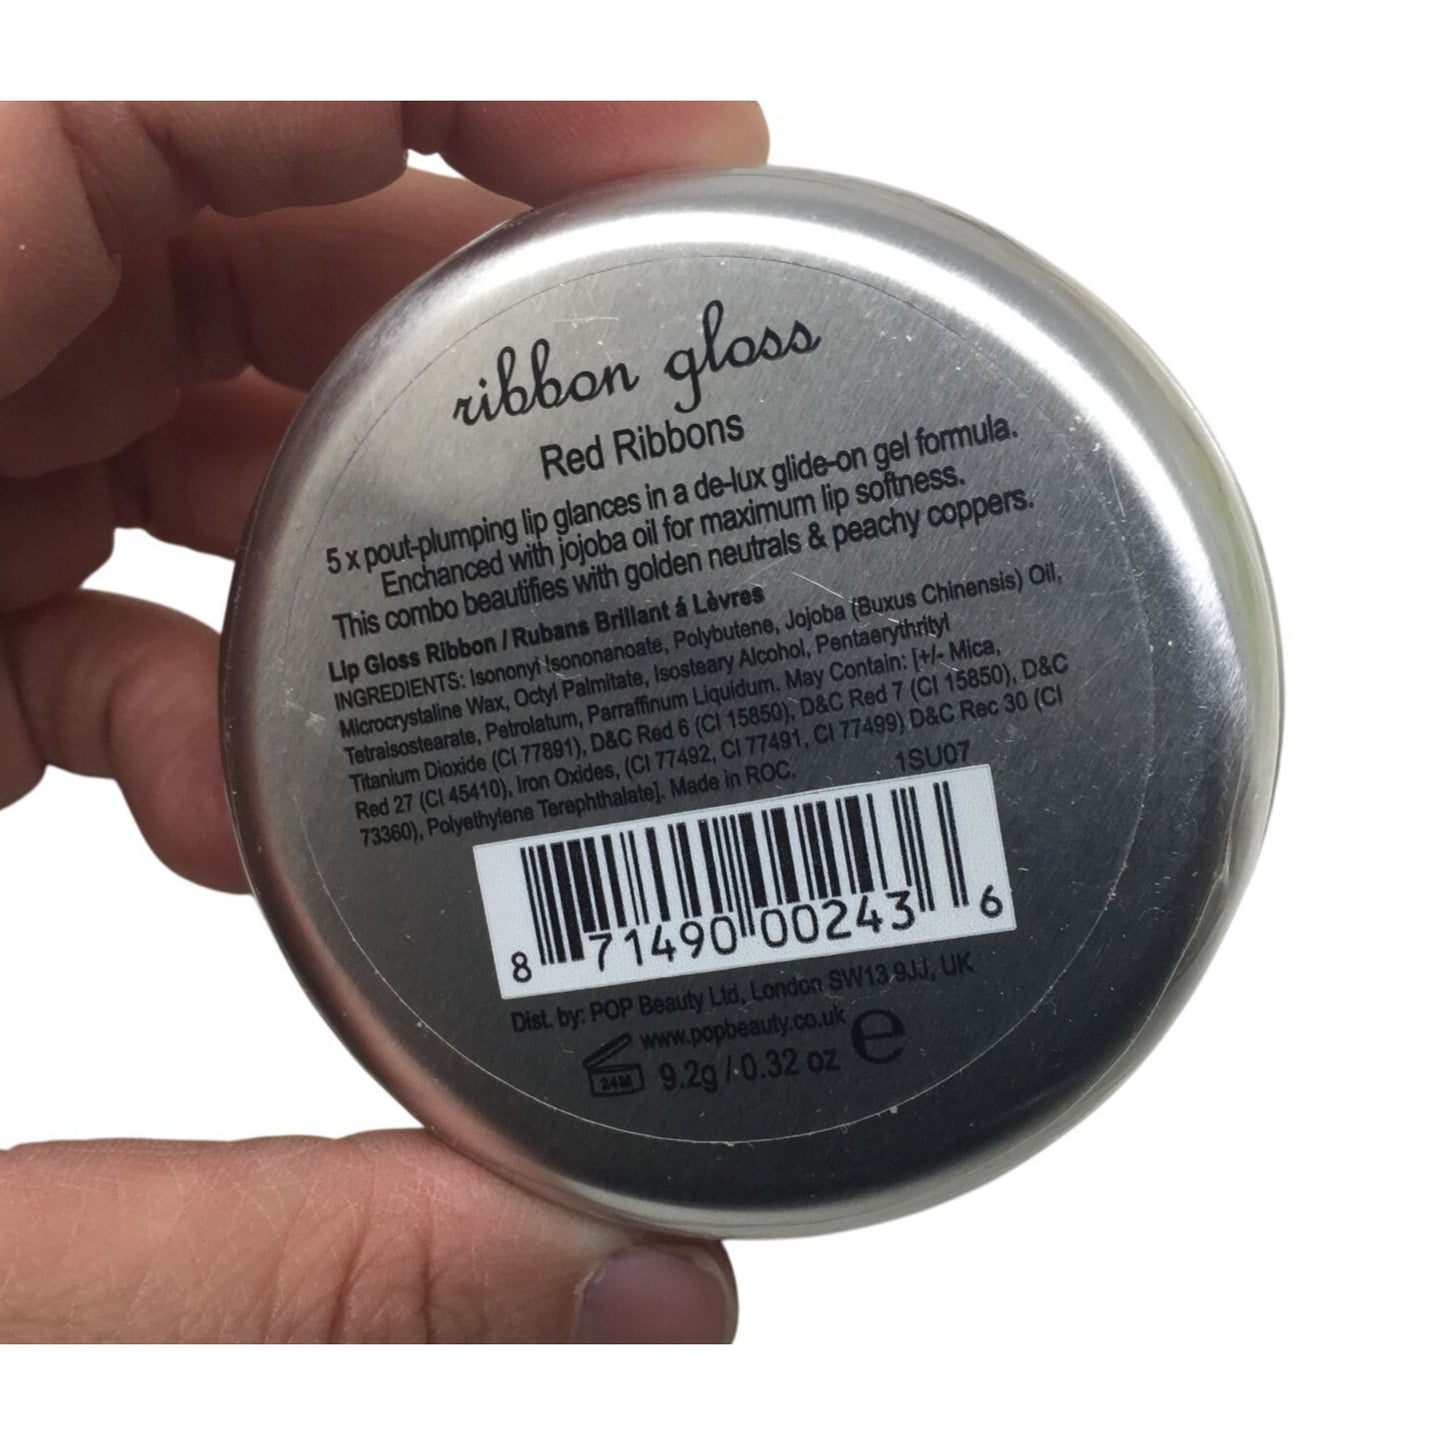 ribbon gloss
Red Ribbons
5 x pout-plumping lip glances in a de-lux glide-on gel formula.
Enchanced with jojoba oil for maximum lip softness.
This combo beautifies with golden neutrals & peachy coppers.
Lip Gloss Ribbon / Rubans Brillant á Lèvres
INGREDIENTS: Isononyl Isononanoate, Polybutene, Jojoba (Buxus Chinensis) Oil,
Microcrystaline Wax, Octyl Palmitate, Isosteary Alcohol, Pentaerythrityl
Tetraisostearate, Petrolatum, Parraffinum Liquidum, May Contain: [+/- Mica,
Titanium Dioxide (CI 77891), D&C Red 6 (CI 15850), D&C Red 7 (CI 15850), D&C
Red 27 (CI 45410), Iron Oxides, (CI 77492, CI 77491, CI 77499) D&C Rec 30 (CI
73360), Polyethylene Terephthalate]. Made in ROC,
1SU07
8 71490 00243 6
Dist. by: POP Beauty Ltd, London SW13 9JJ, UK
www.popbeauty.co.uk
24M 9.2g / 0.32 oz e